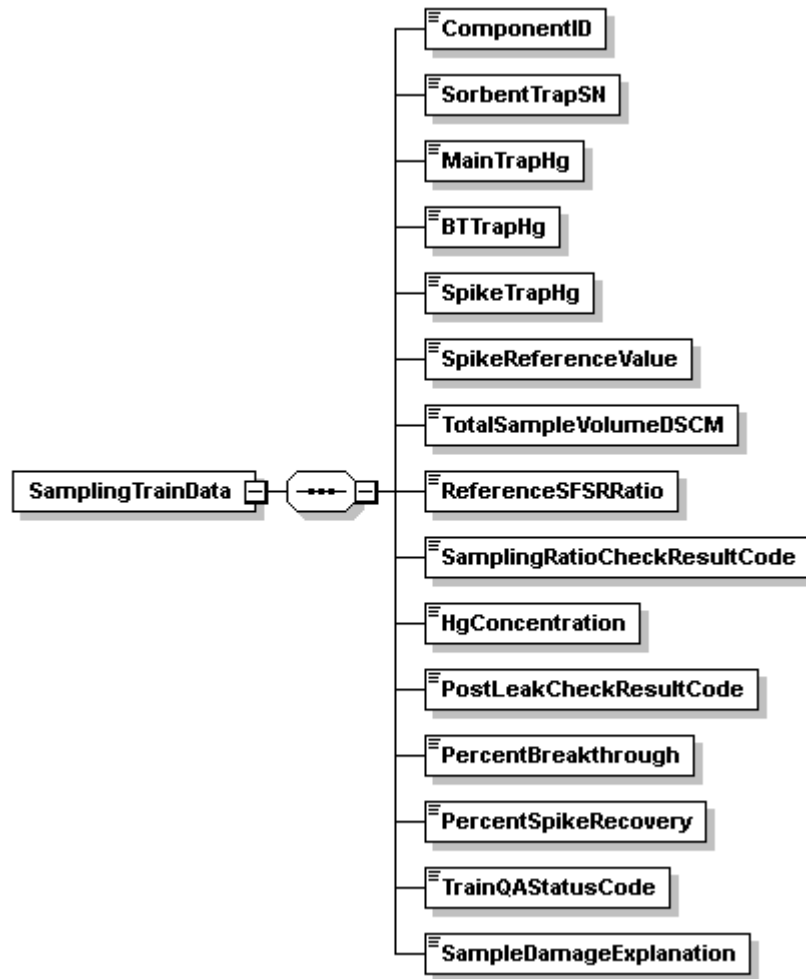 ComponentID
SorbentTrapSN
MainTrapHg
BTTrapHg
SpikeTrapHg
SpikeReferenceValue
TotalSampleVolumeDSCM
SamplingTrainData
ReferenceSFSRRatio
SamplingRatioCheckResultCode
HgConcentration
PostLeakCheckResultCode
PercentBreakthrough
PercentSpikeRecovery
TrainQAStatusCode
SampleDamageExplanation